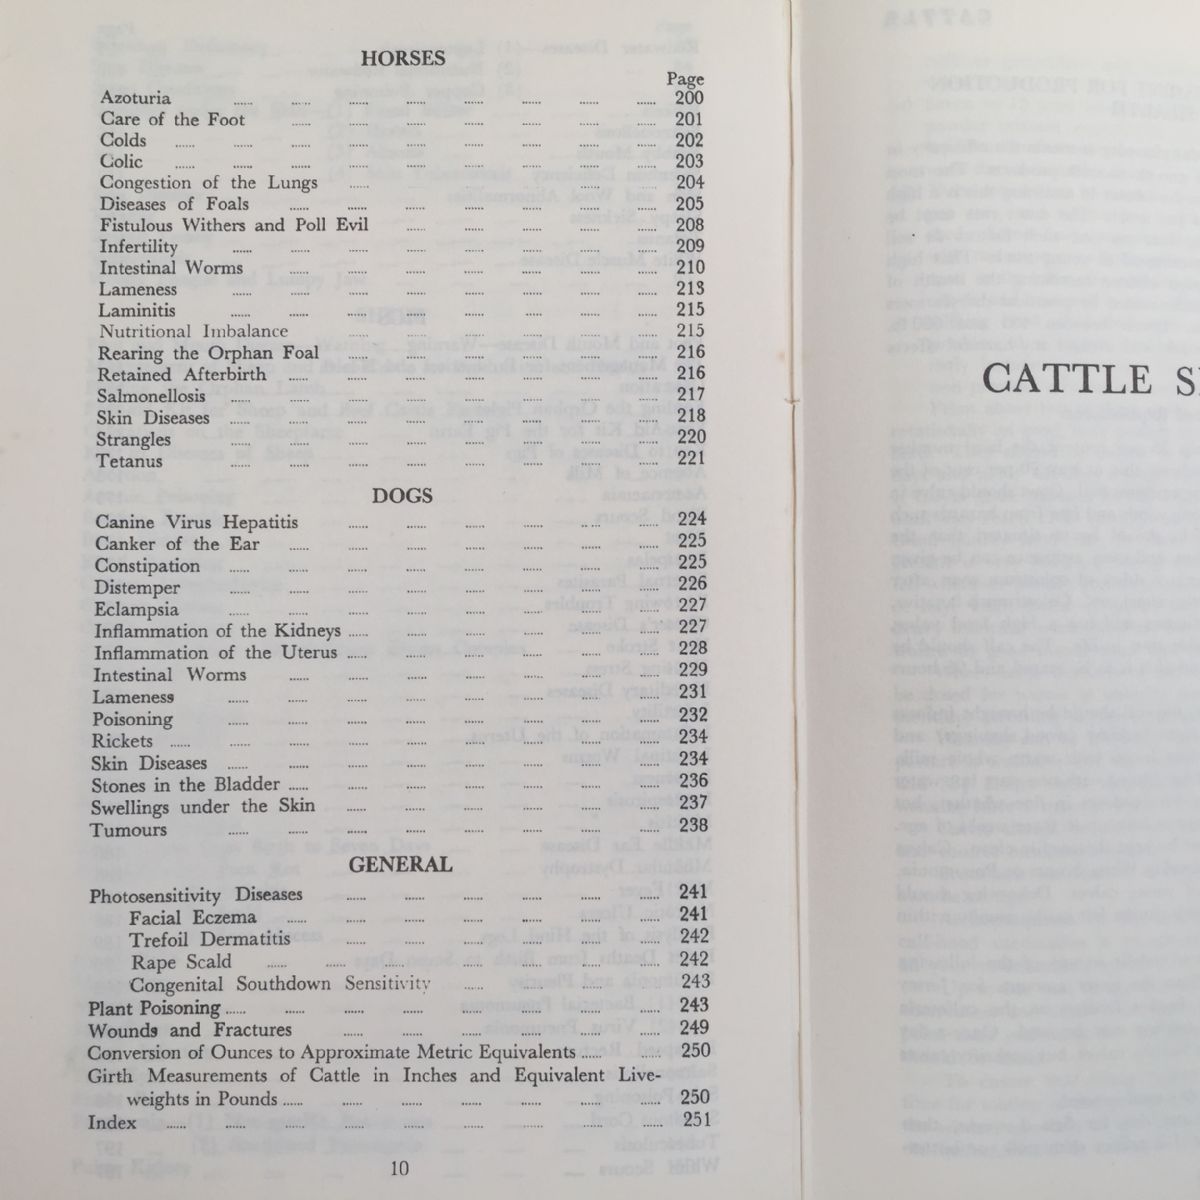 HORSES
Page
Azoturia ...... ...... ...... ...... ...... ...... ...... ...... 200
Care of the Foot ...... ...... ...... ...... ...... ...... ...... 201
Colds ...... ...... ...... ...... ...... ...... ...... ...... ...... 202
Colic ...... ...... ...... ...... ...... ...... ...... ...... ...... 203
Congestion of the Lungs ...... ...... ...... ...... 204
Diseases of Foals ...... ...... ...... ...... ...... ...... ...... 205
Fistulous Withers and Poll Evil ...... ...... ...... ...... ...... 208
Infertility ...... ...... ...... ...... ...... ...... ...... ...... 209
Intestinal Worms ...... ...... ...... ...... ...... ...... ...... 210
Lameness ...... ...... ...... ...... ...... ...... ...... ...... 213
Laminitis ...... ...... ...... ...... ...... ...... ...... ...... 215
Nutritional Imbalance ...... ...... ...... ...... ...... ...... 215
Rearing the Orphan Foal ...... ...... ...... ...... ...... ...... 216
Retained Afterbirth ...... ...... ...... ...... ...... ...... ...... 216
Salmonellosis ...... ...... ...... ...... ...... ...... ...... ...... 217
Skin Diseases ...... ...... ...... ...... ...... ...... ...... ...... 218
Strangles ...... ...... ...... ...... ...... ...... ...... ...... 220
Tetanus ...... ...... ...... ...... ...... ...... ...... ...... 221
DOGS
Canine Virus Hepatitis ...... ...... ...... ...... ...... ...... 224
Canker of the Ear ...... ...... ...... ...... ...... ...... ...... 225
Constipation ...... ...... ...... ...... ...... ...... ...... ...... 225
Distemper ...... ...... ...... ...... ...... ...... ...... ...... 226
Eclampsia ...... ...... ...... ...... ...... ...... ...... ...... 227
Inflammation of the Kidneys ...... ...... ...... ...... ...... ...... 227
Inflammation of the Uterus ...... ...... ...... ...... ...... ...... 228
Intestinal Worms ...... ...... ...... ...... ...... ...... ...... 229
Lameness ...... ...... ...... ...... ...... ...... ...... ...... 231
Poisoning ...... ...... ...... ...... ...... ...... ...... ...... 232
Rickets ...... ...... ...... ...... ...... ...... ...... ...... ...... 234
Skin Diseases ...... ...... ...... ...... ...... ...... ...... ...... 234
Stones in the Bladder ...... ...... ...... ...... ...... ...... ...... 236
Swellings under the Skin ...... ...... ...... ...... ...... ...... 237
Tumours ...... ...... ...... ...... ...... ...... ...... ...... 238
GENERAL
Photosensitivity Diseases ...... ...... ...... ...... ...... ...... 241
Facial Eczema ...... ...... ...... ...... ...... ...... ...... 241
Trefoil Dermatitis ...... ...... ...... ...... ...... ...... 242
Rape Scald ...... ...... ...... ...... ...... ...... ...... 242
Congenital Southdown Sensitivity ...... ...... ...... ...... 243
Plant Poisoning ...... ...... ...... ...... ...... ...... ...... ...... 243
Wounds and Fractures ...... ...... ...... ...... ...... ...... 249
Conversion of Ounces to Approximate Metric Equivalents ...... ...... 250
Girth Measurements of Cattle in Inches and Equivalent Live-
weights in Pounds ...... ...... ...... ...... ...... ...... ...... 250
Index ...... ...... ...... ...... ...... ...... ...... ...... ...... 251
10
CATTLE